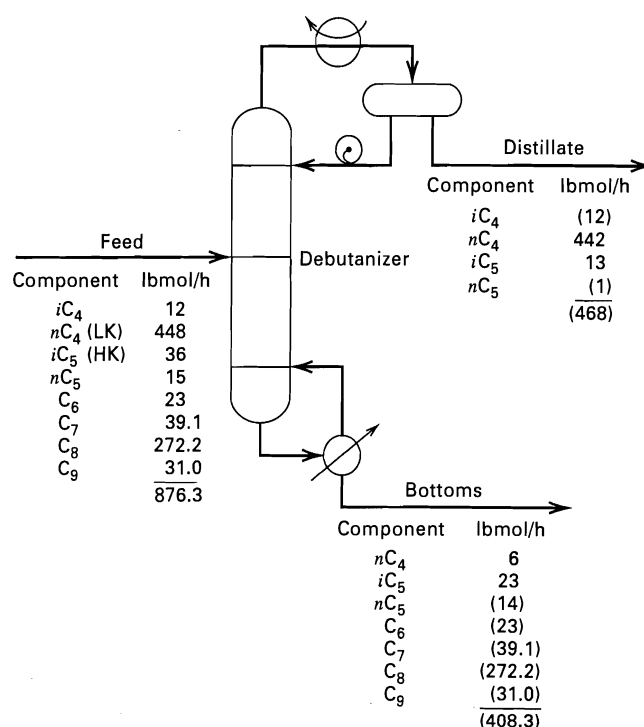 Distillate
Component lbmol/h
iC4 (12)
nC4 442
iC5 13
nC5 (1)
(468)
Debutanizer
Feed
Component lbmol/h
iC4 12
nC4 (LK) 448
iC5 (HK) 36
nC5 15
C6 23
C7 39.1
C8 272.2
C9 31.0
876.3
Bottoms
Component lbmol/h
nC4 6
iC5 23
nC5 (14)
C6 (23)
C7 (39.1)
C8 (272.2)
C9 (31.0)
(408.3)